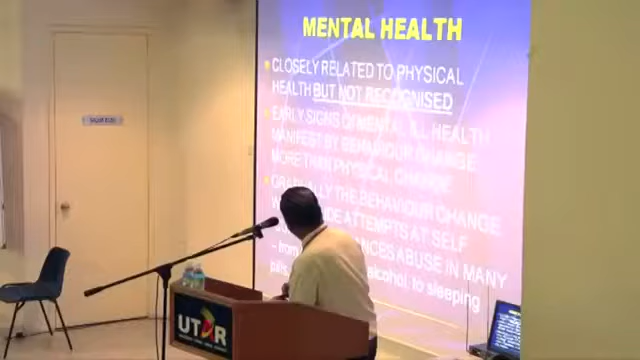 MENTAL HEALTH
CLOSELY RELATED TO PHYSICAL
HEALTH BUT NOT RECOGNISED
EARLY SIGNS OF MENTAL ILL HEALTH
MANIFEST BY BEHAVIOUR CHANGE
MORE THAN PHYSICAL CHANGE
GRADUALLY THE BEHAVIOUR CHANGE
ATTEMPTS AT SELF
ABUSE IN MANY
alcohol, to sleeping
pills
UTAR